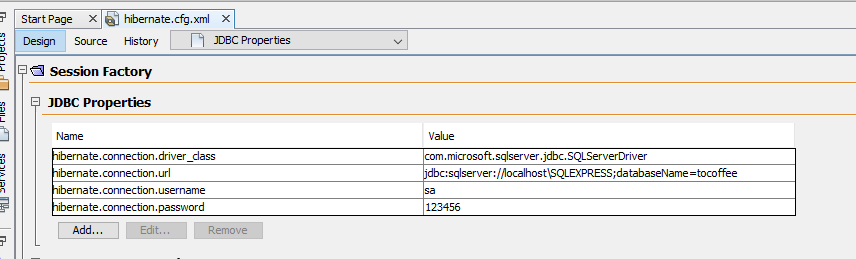 Start Page hibernate.cfg.xml
Design Source History JDBC Properties
Projects
Files
Services
Session Factory
JDBC Properties
Name Value
hibernate.connection.driver_class com.microsoft.sqlserver.jdbc.SQLServerDriver
hibernate.connection.url jdbc:sqlserver://localhost\SQLEXPRESS;databaseName=tocoffee
hibernate.connection.username sa
hibernate.connection.password 123456
Add... Edit... Remove